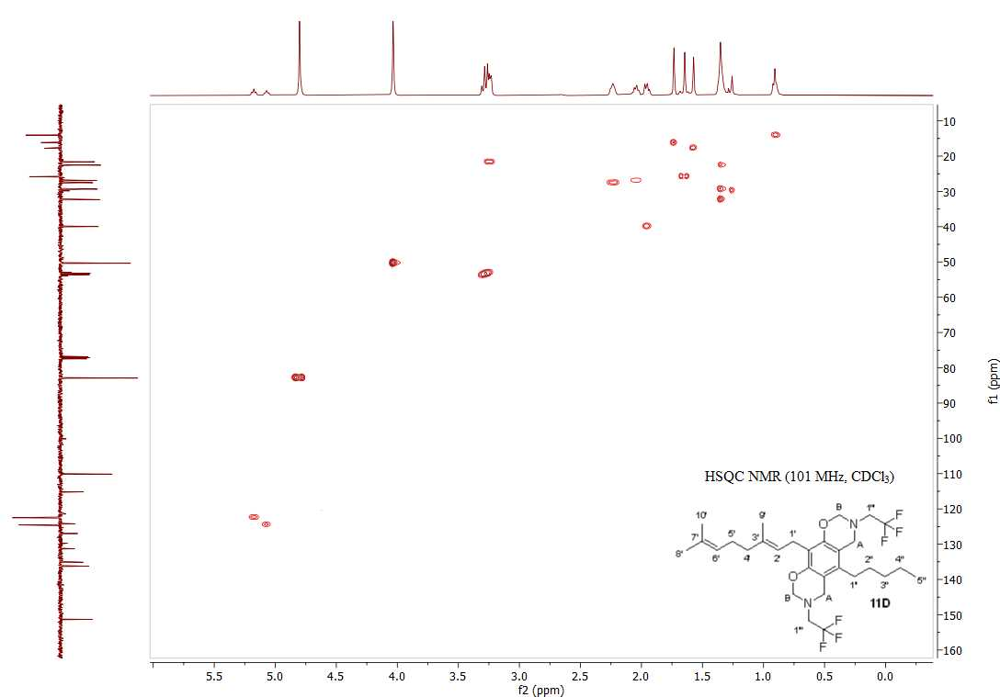 10
20
30
40
50
60
70
80
90
100
110
120
130
140
150
160
f1 (ppm)
HSQC NMR (101 MHz, CDCl₃)
10' 9' B 1''' F
7' 5' 3' 1' O N F
8' 6' 4' 2' A F
O 2'' 4''
B N A 1'' 3'' 5''
11D
1''' F
F
F
5.5 5.0 4.5 4.0 3.5 3.0 2.5 2.0 1.5 1.0 0.5 0.0
f2 (ppm)